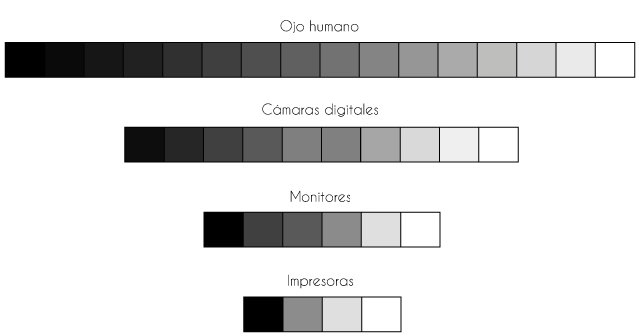 Ojo humano
Cámaras digitales
Monitores
Impresoras